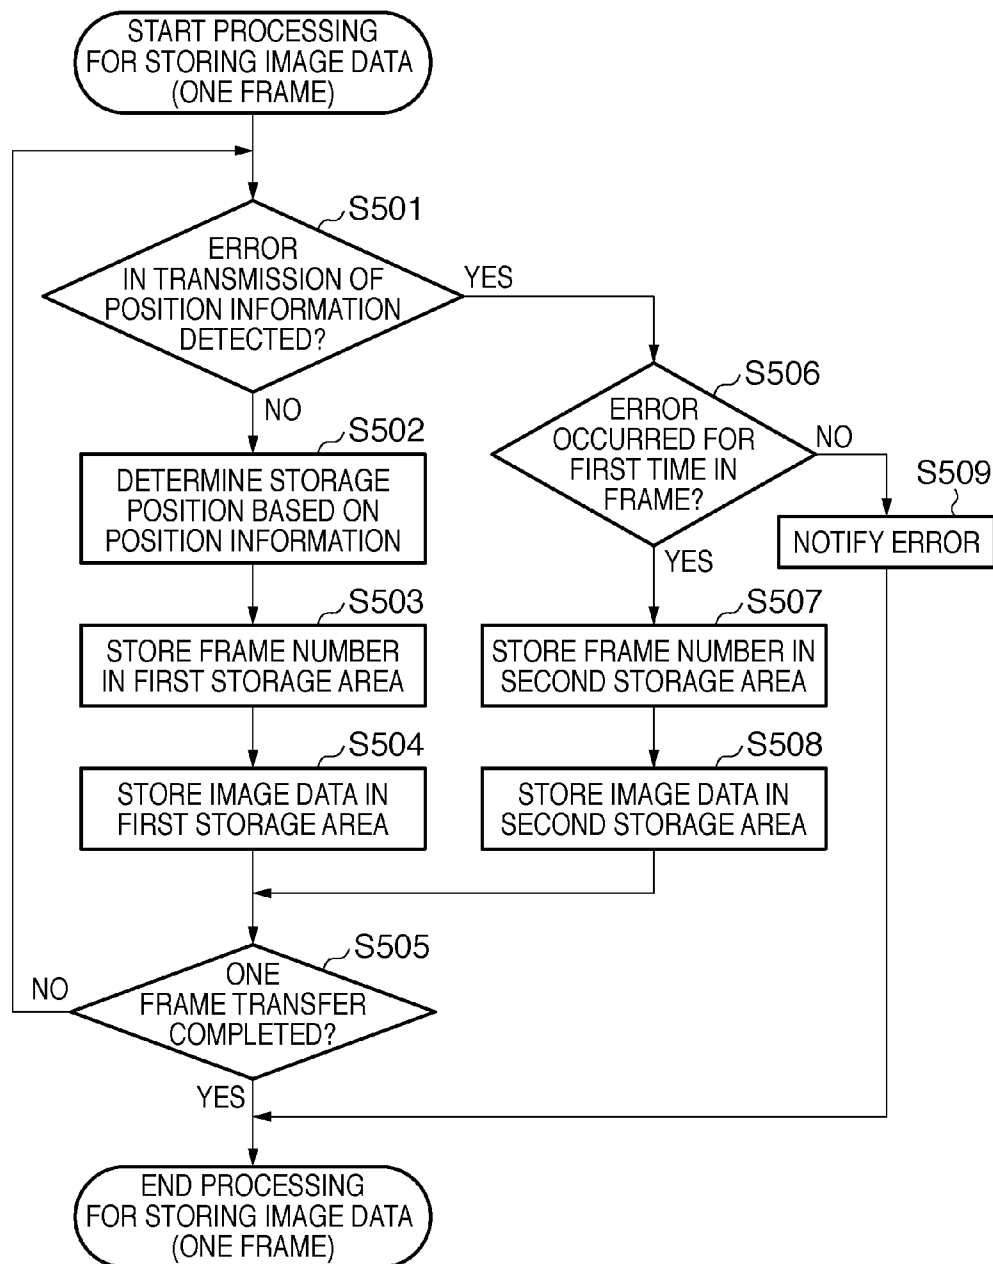 START PROCESSING
FOR STORING IMAGE DATA
(ONE FRAME)
S501
ERROR
IN TRANSMISSION OF
POSITION INFORMATION
DETECTED?
YES
NO
S502
DETERMINE STORAGE
POSITION BASED ON
POSITION INFORMATION
S503
STORE FRAME NUMBER
IN FIRST STORAGE AREA
S504
STORE IMAGE DATA IN
FIRST STORAGE AREA
S505
ONE
FRAME TRANSFER
COMPLETED?
NO
YES
S506
ERROR
OCCURRED FOR
FIRST TIME IN
FRAME?
NO
YES
S507
STORE FRAME NUMBER IN
SECOND STORAGE AREA
S508
STORE IMAGE DATA IN
SECOND STORAGE AREA
S509
NOTIFY ERROR
END PROCESSING
FOR STORING IMAGE DATA
(ONE FRAME)